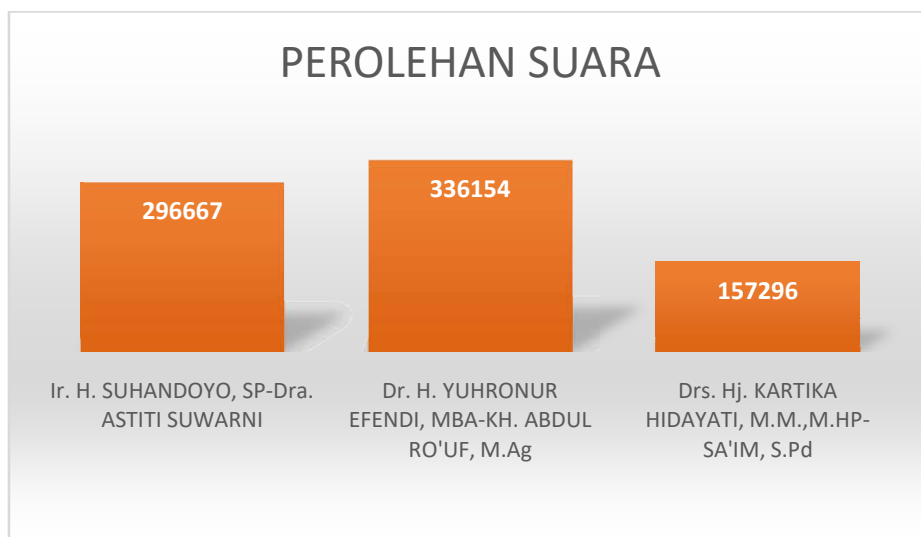 PEROLEHAN SUARA
296667
336154
157296
Ir. H. SUHANDOYO, SP-Dra.
ASTITI SUWARNI
Dr. H. YUHRONUR
EFENDI, MBA-KH. ABDUL
RO'UF, M.Ag
Drs. Hj. KARTIKA
HIDAYATI, M.M.,M.HP-
SA'IM, S.Pd